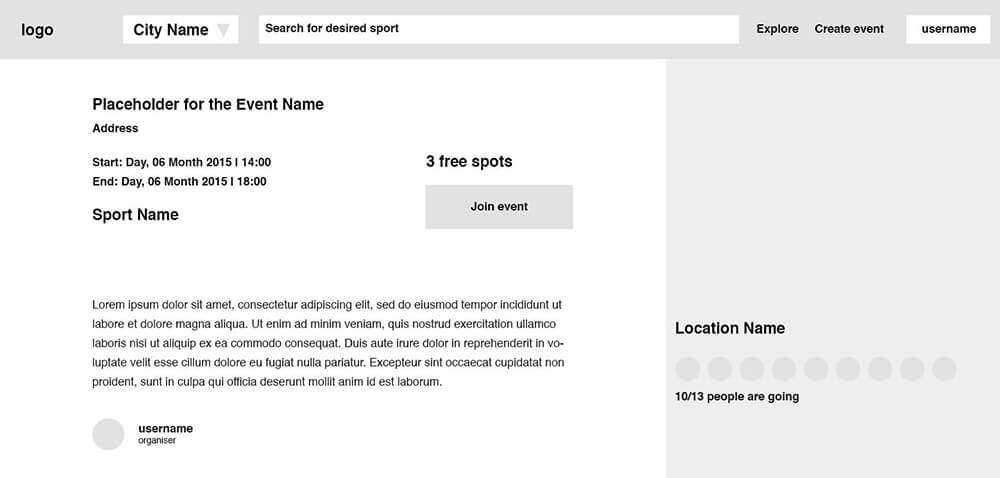 logo
City Name
Search for desired sport
Explore
Create event
username
Placeholder for the Event Name
Address
Start: Day, 06 Month 2015 I 14:00
End: Day, 06 Month 2015 I 18:00
Sport Name
3 free spots
Join event
Lorem ipsum dolor sit amet, consectetur adipiscing elit, sed do eiusmod tempor incididunt ut
labore et dolore magna aliqua. Ut enim ad minim veniam, quis nostrud exercitation ullamco
laboris nisi ut aliquip ex ea commodo consequat. Duis aute irure dolor in reprehenderit in vo-
luptate velit esse cillum dolore eu fugiat nulla pariatur. Excepteur sint occaecat cupidatat non
proident, sunt in culpa qui officia deserunt mollit anim id est laborum.
username
organiser
Location Name
10/13 people are going